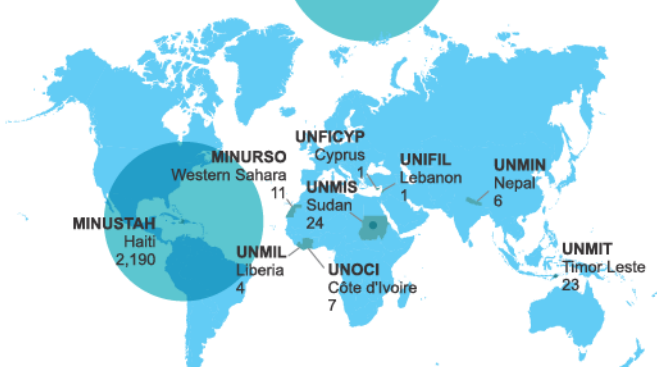 UNFICYP
Cyprus
1
MINURSO
Western Sahara
11
UNIFIL
Lebanon
1
UNMIN
Nepal
6
UNMIS
Sudan
24
MINUSTAH
Haiti
2,190
UNMIL
Liberia
4
UNOCI
Côte d'Ivoire
7
UNMIT
Timor Leste
23